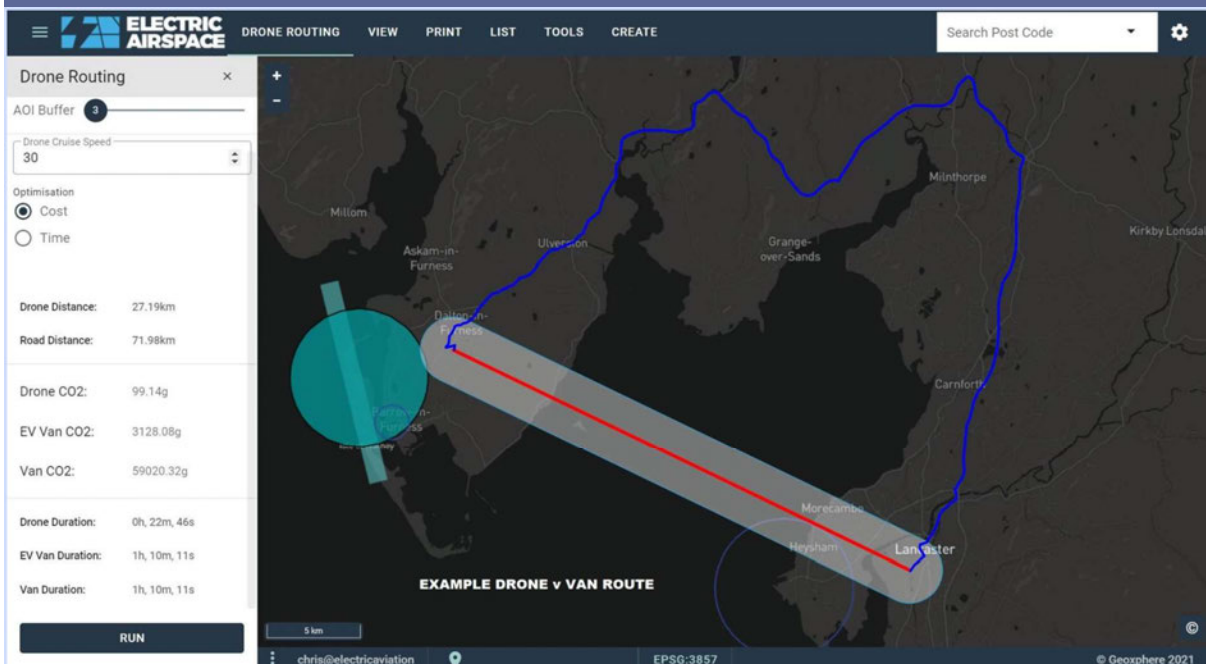 ELECTRIC
AIRSPACE
DRONE ROUTING
VIEW
PRINT
LIST
TOOLS
CREATE
Search Post Code
Drone Routing
×
AOI Buffer
3
Drone Cruise Speed
30
Optimisation
Cost
Time
Drone Distance: 27.19km
Road Distance: 71.98km
Drone CO2: 99.14g
EV Van CO2: 3128.08g
Van CO2: 59020.32g
Drone Duration: 0h, 22m, 46s
EV Van Duration: 1h, 10m, 11s
Van Duration: 1h, 10m, 11s
RUN
+
−
Millom
Askam-in-
Furness
Ulverston
Grange-
over-Sands
Milnthorpe
Kirkby Lonsdal
Dalton-in-
Furness
Barrow-in-
Furness
Carnforth
Morecambe
Heysham
Lancaster
EXAMPLE DRONE v VAN ROUTE
5 km
©
chris@electricaviation
EPSG:3857
© Geoxphere 2021